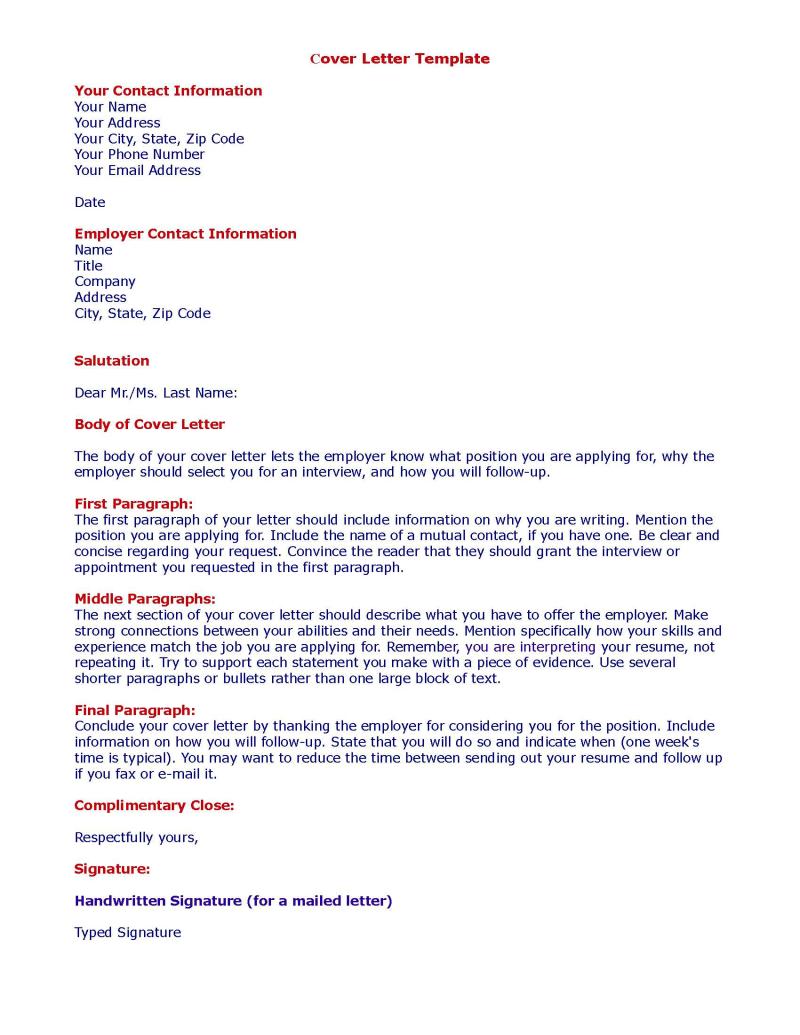 Cover Letter Template
Your Contact Information
Your Name
Your Address
Your City, State, Zip Code
Your Phone Number
Your Email Address
Date
Employer Contact Information
Name
Title
Company
Address
City, State, Zip Code
Salutation
Dear Mr./Ms. Last Name:
Body of Cover Letter
The body of your cover letter lets the employer know what position you are applying for, why the
employer should select you for an interview, and how you will follow-up.
First Paragraph:
The first paragraph of your letter should include information on why you are writing. Mention the
position you are applying for. Include the name of a mutual contact, if you have one. Be clear and
concise regarding your request. Convince the reader that they should grant the interview or
appointment you requested in the first paragraph.
Middle Paragraphs:
The next section of your cover letter should describe what you have to offer the employer. Make
strong connections between your abilities and their needs. Mention specifically how your skills and
experience match the job you are applying for. Remember, you are interpreting your resume, not
repeating it. Try to support each statement you make with a piece of evidence. Use several
shorter paragraphs or bullets rather than one large block of text.
Final Paragraph:
Conclude your cover letter by thanking the employer for considering you for the position. Include
information on how you will follow-up. State that you will do so and indicate when (one week's
time is typical). You may want to reduce the time between sending out your resume and follow up
if you fax or e-mail it.
Complimentary Close:
Respectfully yours,
Signature:
Handwritten Signature (for a mailed letter)
Typed Signature